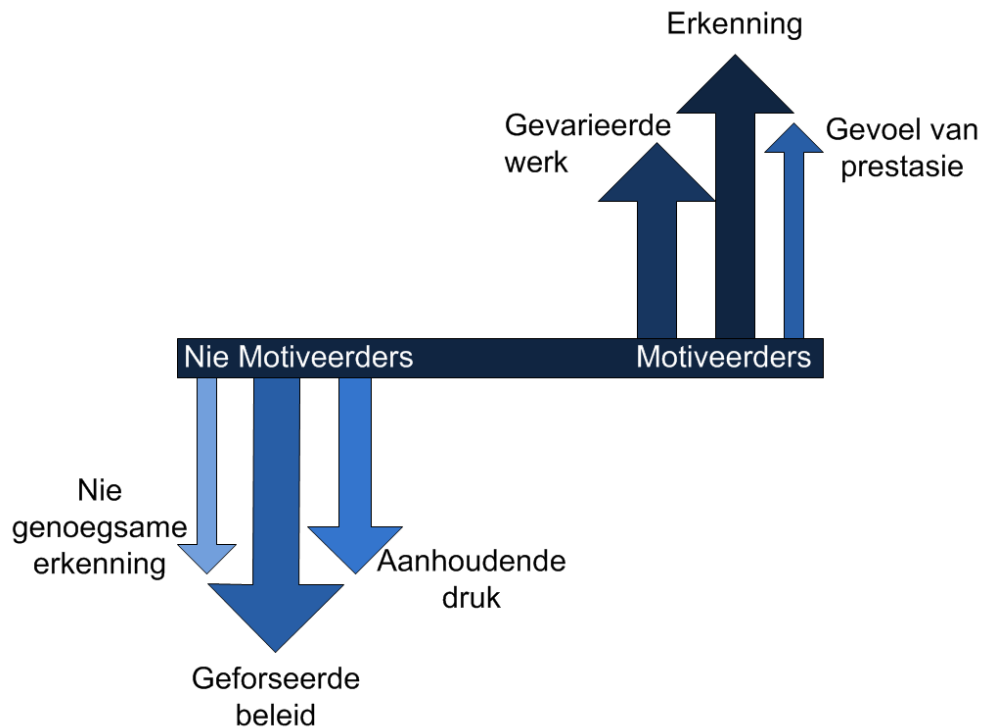 Erkenning
Gevarieerde
werk
Gevoel van
prestasie
Nie Motiveerders
Motiveerders
Nie
genoegsame
erkenning
Aanhoudende
druk
Geforseerde
beleid